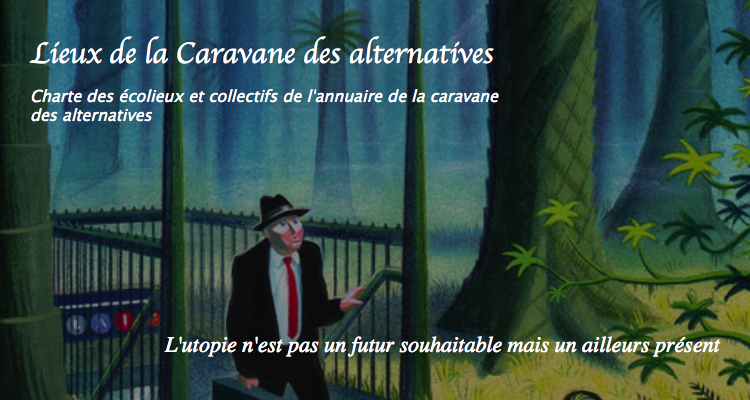 Lieux de la Caravane des alternatives
Charte des écolieux et collectifs de l'annuaire de la caravane
des alternatives
L'utopie n'est pas un futur souhaitable mais un ailleurs présent